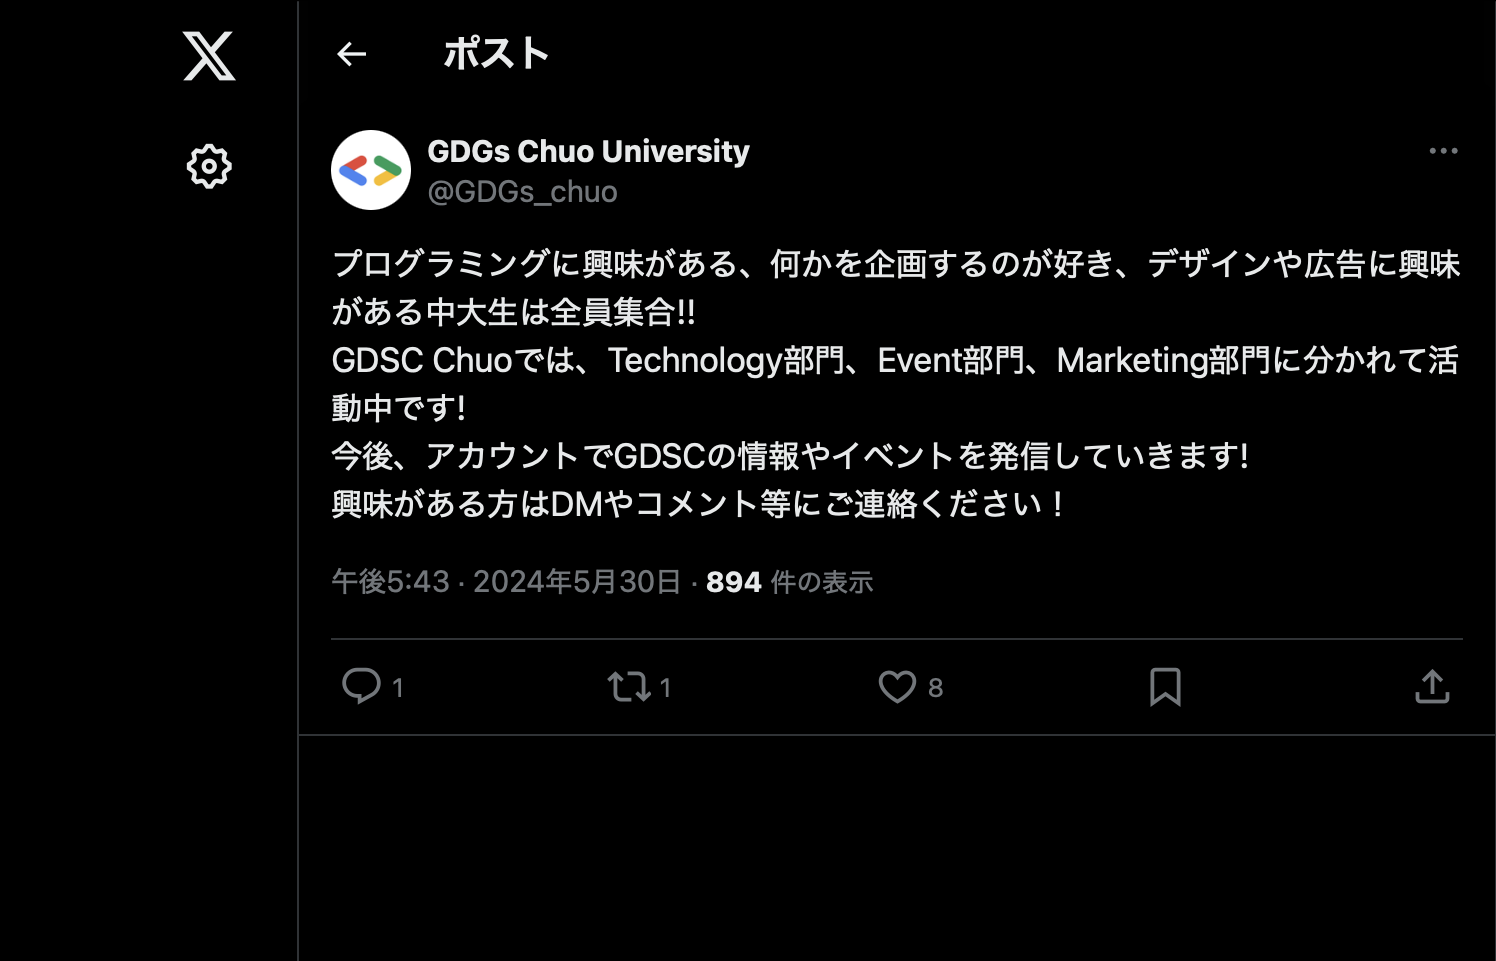 ポスト
GDGs Chuo University
@GDGs_chuo
プログラミングに興味がある、何かを企画するのが好き、デザインや広告に興味
がある中大生は全員集合!!
GDSC Chuoでは、Technology部門、Event部門、Marketing部門に分かれて活
動中です!
今後、アカウントでGDSCの情報やイベントを発信していきます!
興味がある方はDMやコメント等にご連絡ください！
午後5:43 · 2024年5月30日 · 894 件の表示
1 1 8